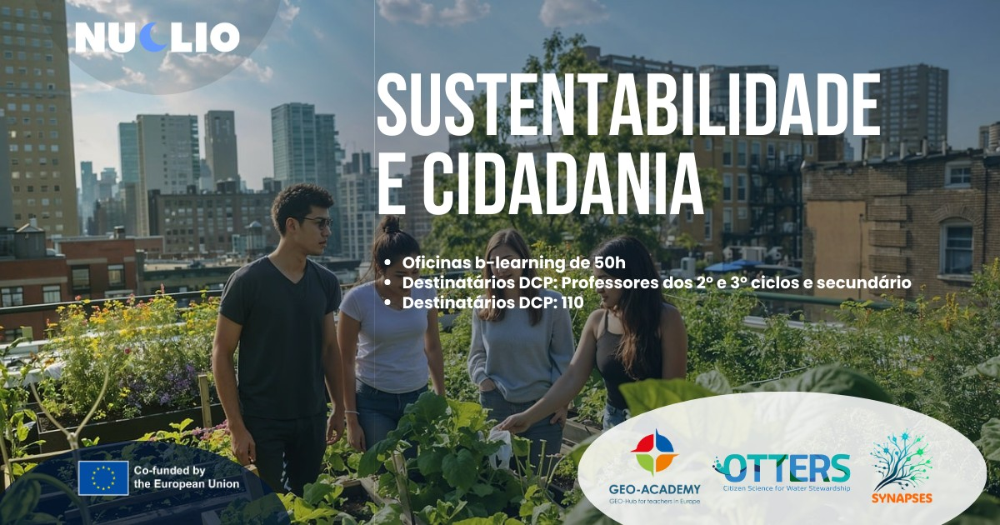 NUCLIO
SUSTENTABILIDADE
E CIDADANIA
• Oficinas b-learning de 50h
• Destinatários DCP: Professores dos 2º e 3º ciclos e secundário
• Destinatários DCP: 110
Co-funded by
the European Union
GEO-ACADEMY
GEO-Hub for teachers in Europe
OTTERS
Citizen Science for Water Stewardship
SYNAPSES